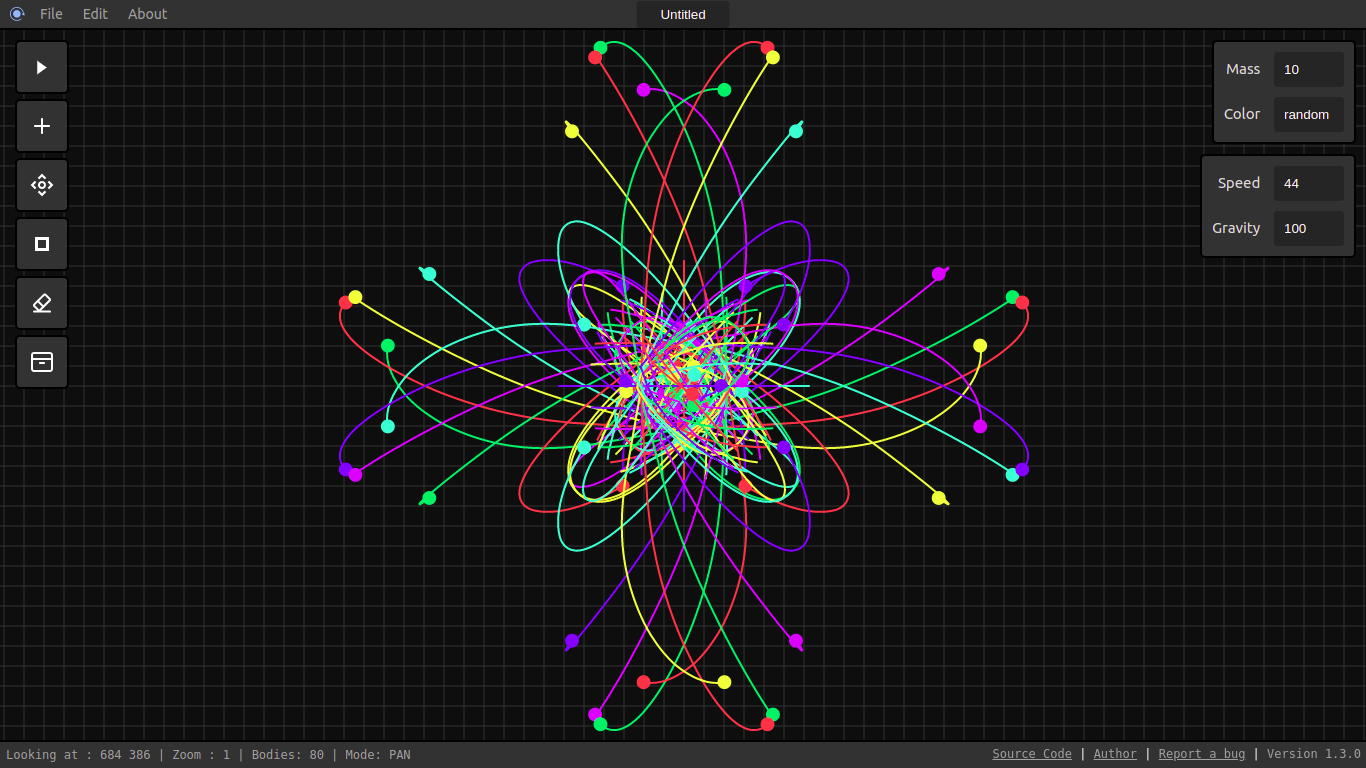 File Edit About Untitled
Mass 10
Color random
Speed 44
Gravity 100
Looking at : 684 386 | Zoom : 1 | Bodies: 80 | Mode: PAN
Source Code | Author | Report a bug | Version 1.3.0